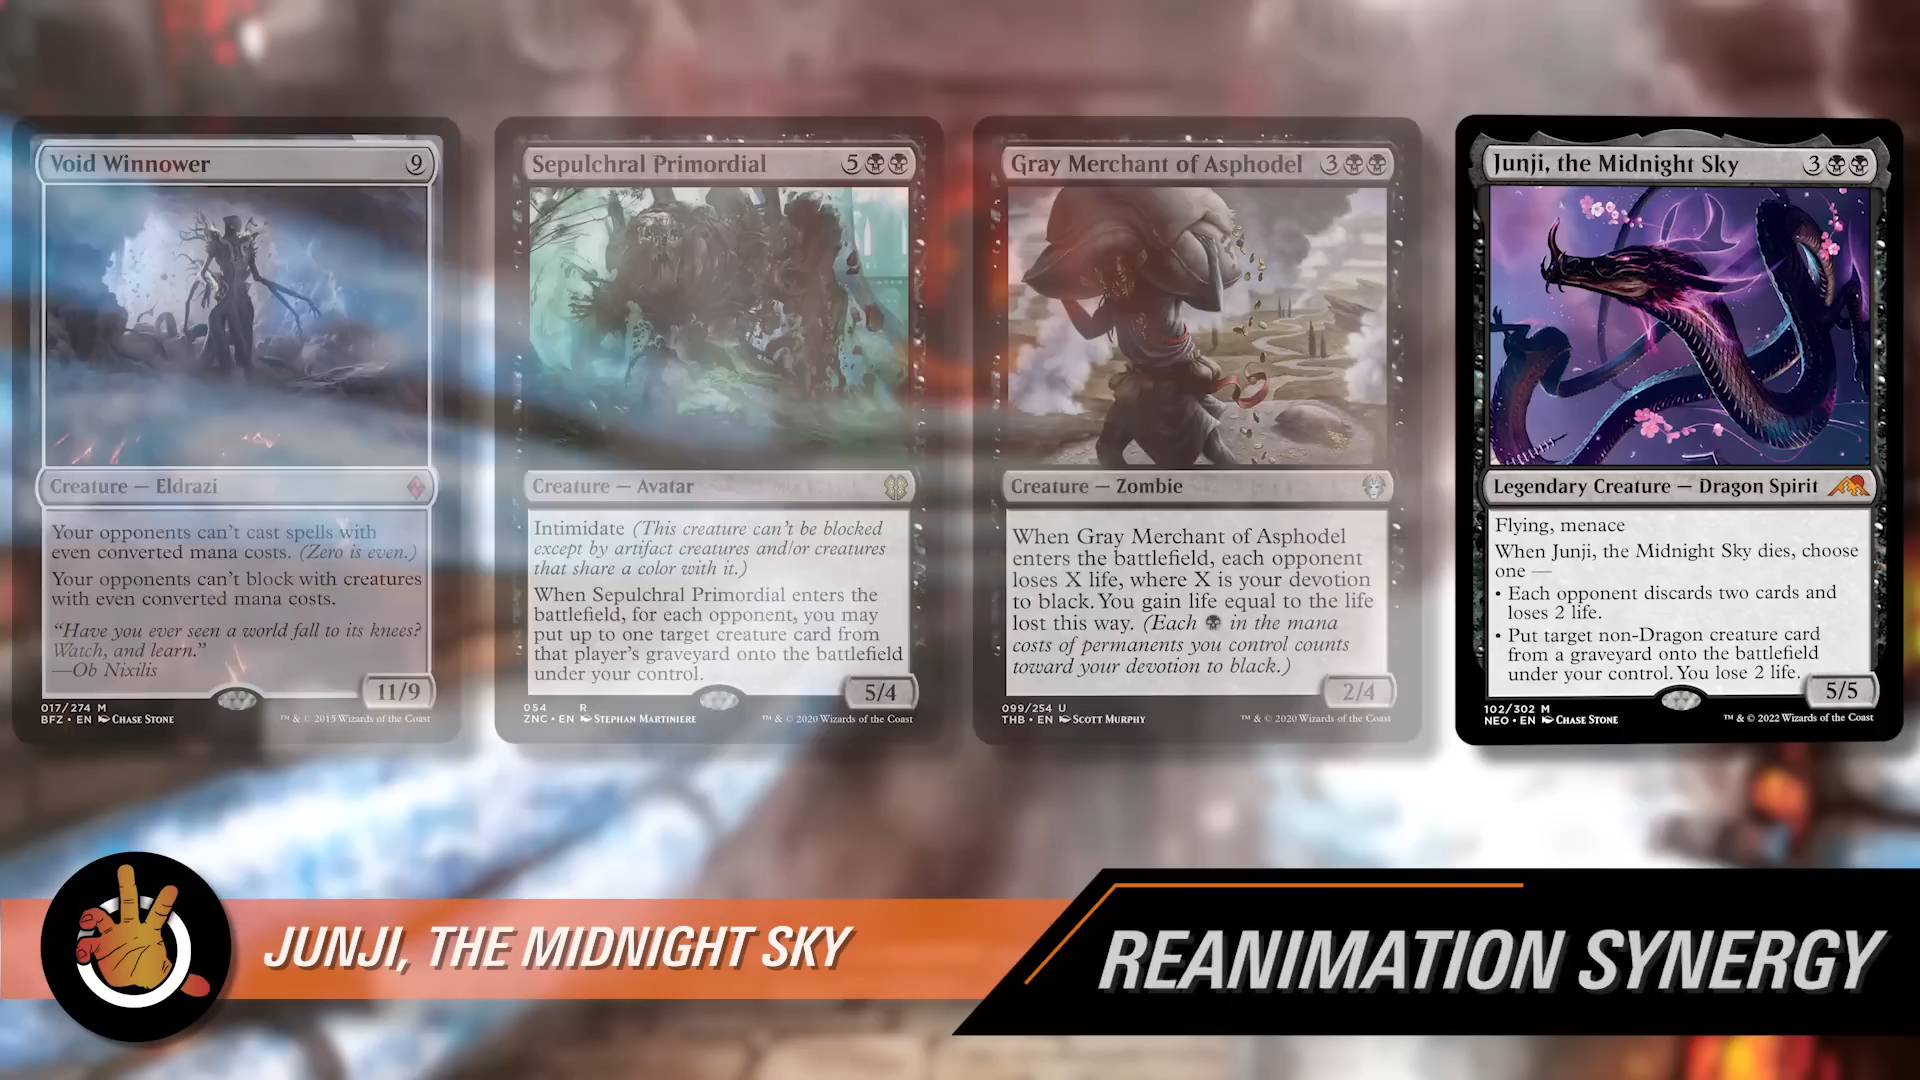 Void Winnower 9
Creature — Eldrazi
Your opponents can't cast spells with
even converted mana costs. (Zero is even.)
Your opponents can't block with creatures
with even converted mana costs.
“Have you ever seen a world fall to its knees?
Watch, and learn.”
—Ob Nixilis
11/9
017/274 M
BFZ • EN Chase Stone
™ & © 2015 Wizards of the Coast
Sepulchral Primordial 5
Creature — Avatar
Intimidate (This creature can't be blocked
except by artifact creatures and/or creatures
that share a color with it.)
When Sepulchral Primordial enters the
battlefield, for each opponent, you may
put up to one target creature card from
that player's graveyard onto the battlefield
under your control.
5/4
054 R
ZNC • EN Stephan Martiniere
™ & © 2020 Wizards of the Coast
Gray Merchant of Asphodel 3
Creature — Zombie
When Gray Merchant of Asphodel
enters the battlefield, each opponent
loses X life, where X is your devotion
to black. You gain life equal to the life
lost this way. (Each in the mana
costs of permanents you control counts
toward your devotion to black.)
2/4
099/254 U
THB • EN Scott Murphy
™ & © 2020 Wizards of the Coast
Junji, the Midnight Sky 3
Legendary Creature — Dragon Spirit
Flying, menace
When Junji, the Midnight Sky dies, choose
one —
• Each opponent discards two cards and
loses 2 life.
• Put target non-Dragon creature card
from a graveyard onto the battlefield
under your control. You lose 2 life.
5/5
102/302 M
NEO • EN Chase Stone
™ & © 2022 Wizards of the Coast
JUNJI, THE MIDNIGHT SKY
REANIMATION SYNERGY